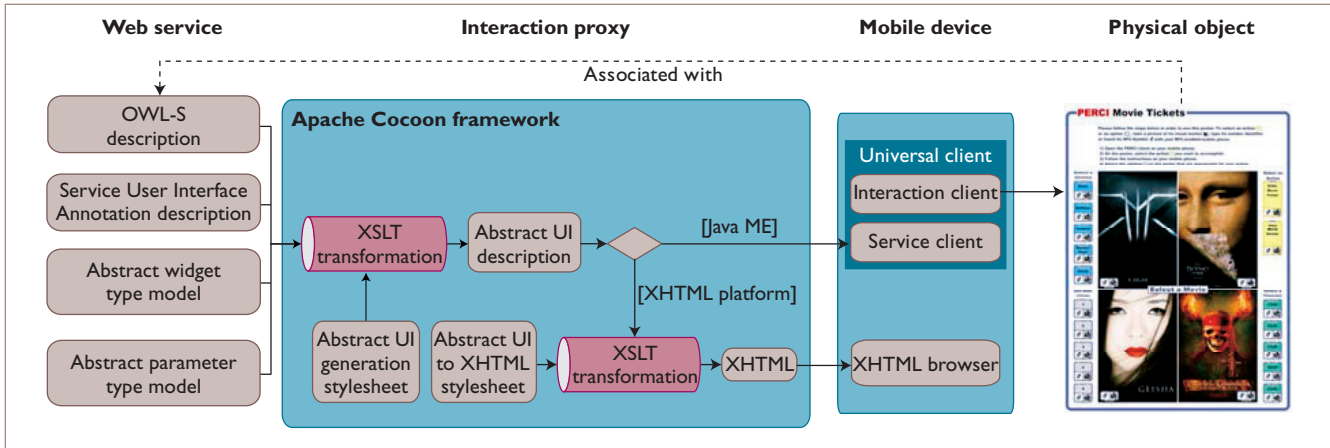 Web service
Interaction proxy
Mobile device
Physical object
Associated with
OWL-S
description
Service User Interface
Annotation description
Abstract widget
type model
Abstract parameter
type model
Apache Cocoon framework
XSLT
transformation
Abstract UI
description
[Java ME]
[XHTML platform]
Abstract UI
generation
stylesheet
Abstract UI
to XHTML
stylesheet
XSLT
transformation
XHTML
Universal client
Interaction client
Service client
XHTML browser
PERCI Movie Tickets
Select a Movie
GEISHA